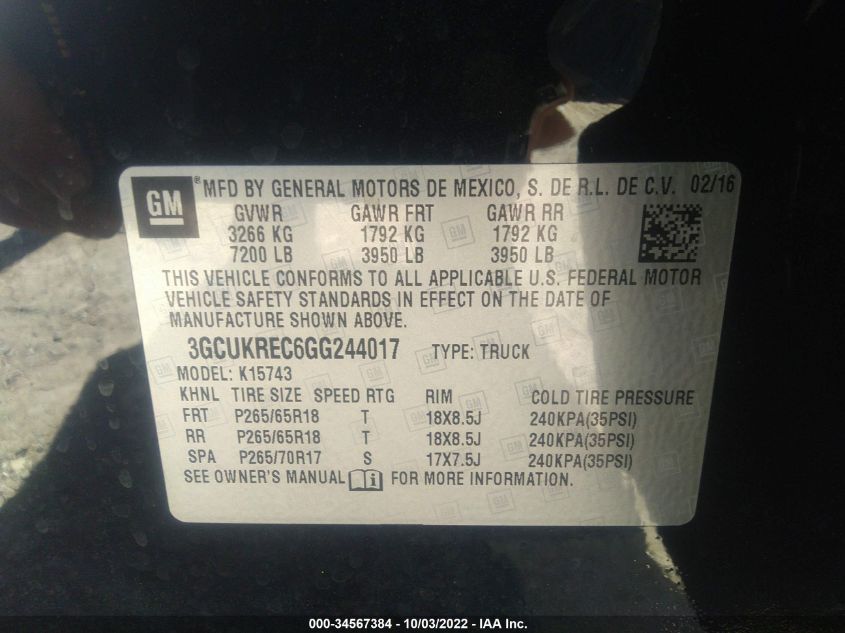 GM ® MFD BY GENERAL MOTORS DE MEXICO, S. DE R.L. DE C.V. 02/16
GVWR GAWR FRT GAWR RR
3266 KG 1792 KG 1792 KG
7200 LB 3950 LB 3950 LB
THIS VEHICLE CONFORMS TO ALL APPLICABLE U.S. FEDERAL MOTOR
VEHICLE SAFETY STANDARDS IN EFFECT ON THE DATE OF
MANUFACTURE SHOWN ABOVE.
3GCUKREC6GG244017 TYPE: TRUCK
MODEL: K15743
KHNL TIRE SIZE SPEED RTG RIM COLD TIRE PRESSURE
FRT P265/65R18 T 18X8.5J 240KPA(35PSI)
RR P265/65R18 T 18X8.5J 240KPA(35PSI)
SPA P265/70R17 S 17X7.5J 240KPA(35PSI)
SEE OWNER'S MANUAL FOR MORE INFORMATION.
000-34567384 - 10/03/2022 - IAA Inc.